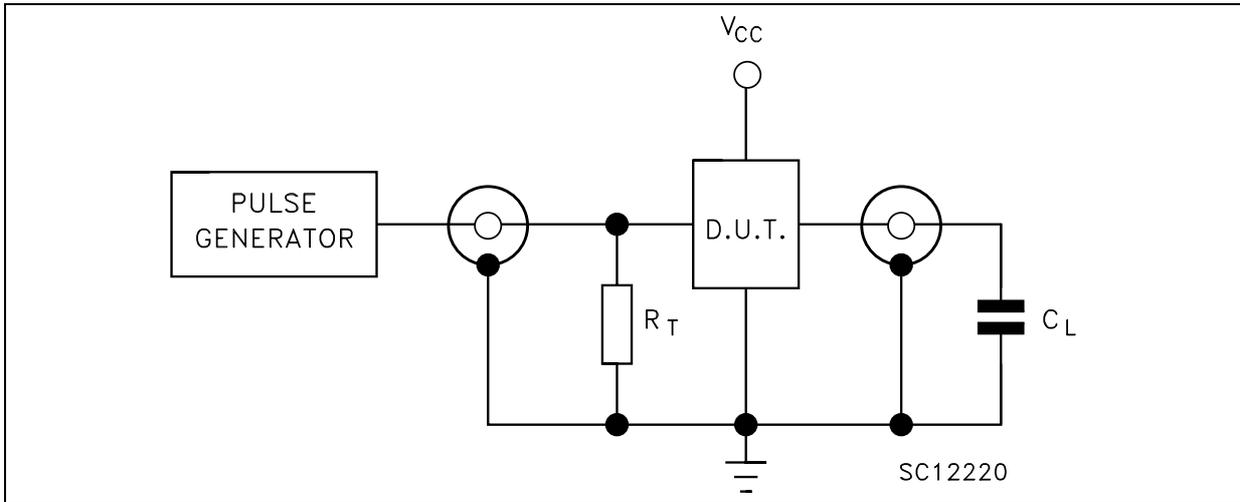 VCC
PULSE
GENERATOR
D.U.T.
RT
CL
SC12220